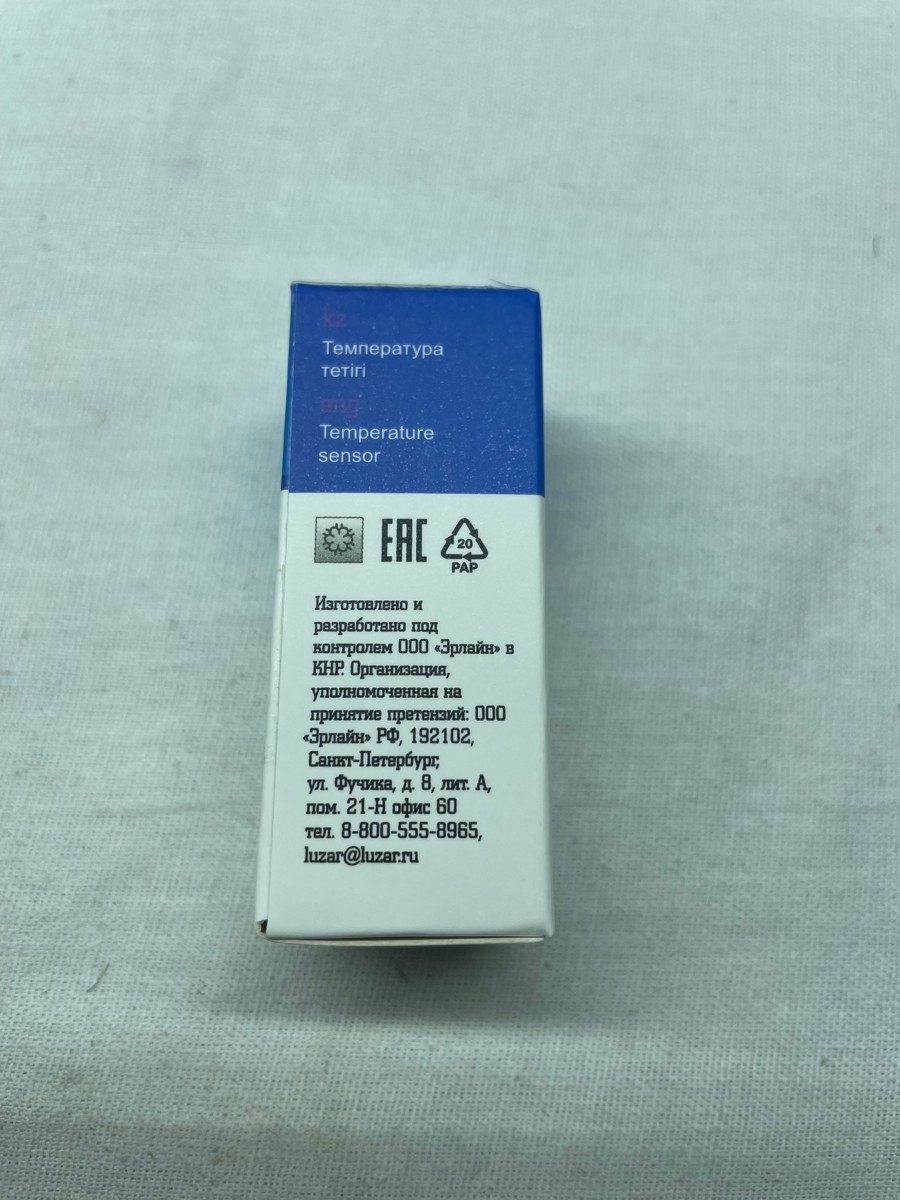 kz
Температура
тетігі
ang
Temperature
sensor
EAC
20
PAP
Изготовлено и
разработано под
контролем ООО «Эрлайн» в
КНР. Организация,
уполномоченная на
принятие претензий: ООО
«Эрлайн» РФ, 192102,
Санкт-Петербург,
ул. Фучика, д. 8, лит. А,
пом. 21-Н офис 60
тел. 8-800-555-8965,
luzar@luzar.ru